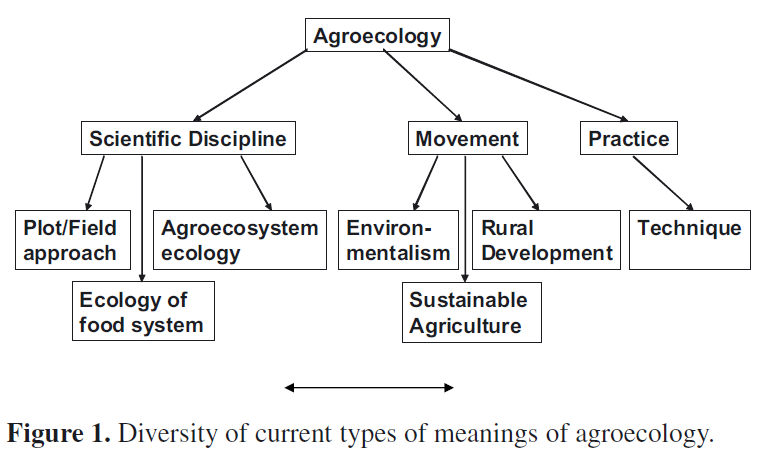 Agroecology
Scientific Discipline
Movement
Practice
Plot/Field
approach
Agroecosystem
ecology
Environ-
mentalism
Rural
Development
Technique
Ecology of
food system
Sustainable
Agriculture
Figure 1. Diversity of current types of meanings of agroecology.